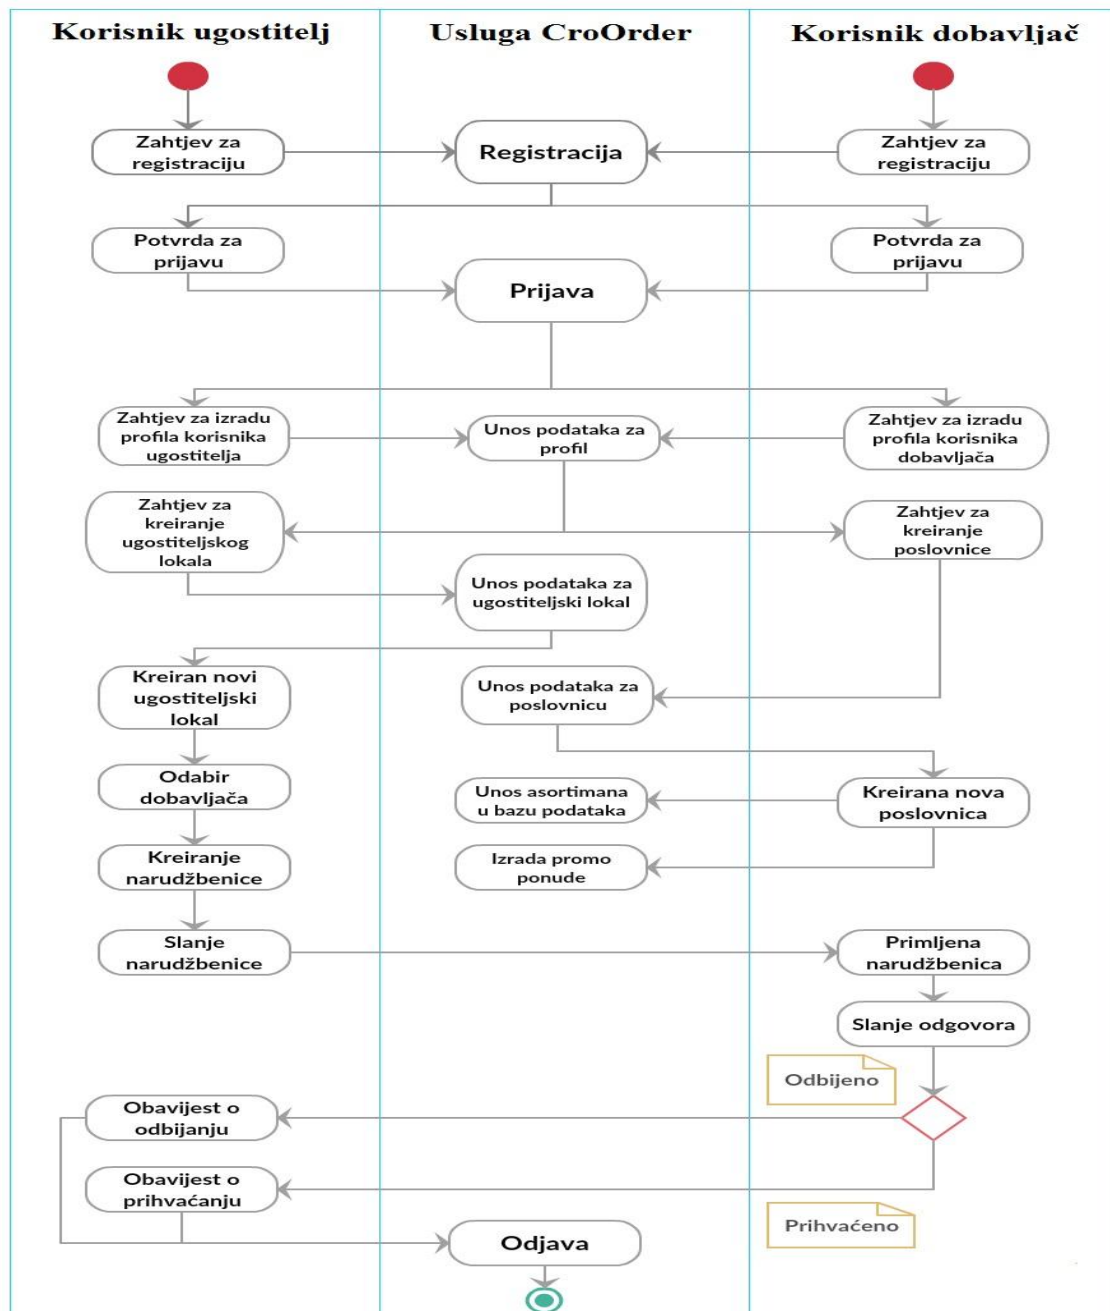 Korisnik ugostitelj
Usluga CroOrder
Korisnik dobavljač
Zahtjev za
registraciju
Registracija
Zahtjev za
registraciju
Potvrda za
prijavu
Potvrda za
prijavu
Prijava
Zahtjev za izradu
profila korisnika
ugostitelja
Unos podataka za
profil
Zahtjev za izradu
profila korisnika
dobavljača
Zahtjev za
kreiranje
ugostiteljskog
lokala
Zahtjev za
kreiranje
poslovnice
Unos podataka za
ugostiteljski lokal
Kreiran novi
ugostiteljski
lokal
Unos podataka za
poslovnicu
Odabir
dobavljača
Unos asortimana
u bazu podataka
Kreirana nova
poslovnica
Kreiranje
narudžbenice
Izrada promo
ponude
Slanje
narudžbenice
Primljena
narudžbenica
Slanje odgovora
Odbijeno
Obavijest o
odbijanju
Obavijest o
prihvaćanju
Prihvaćeno
Odjava